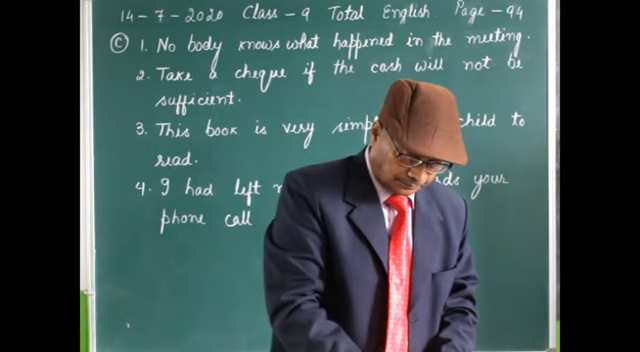 14-7-2020 Class-9 Total English. Page-94
C 1. No body knows what happened in the meeting.
2. Take a cheque if the cash will not be
sufficient.
3. This book is very child to
read.
4. I had left your
phone call